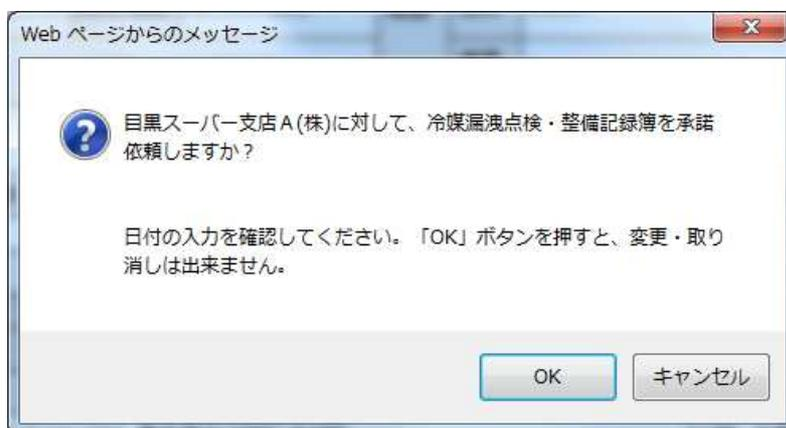 Web ページからのメッセージ
目黒スーパー支店A(株)に対して、冷媒漏洩点検・整備記録簿を承諾
依頼しますか？
日付の入力を確認してください。「OK」ボタンを押すと、変更・取り
消しは出来ません。
OK
キャンセル